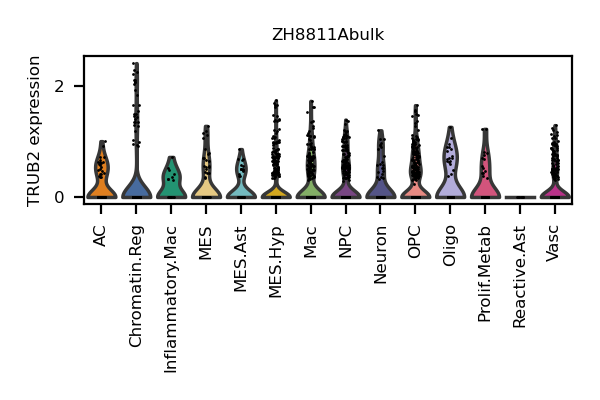 ZH8811Abulk
TRUB2 expression
2
0
AC
Chromatin.Reg
Inflammatory.Mac
MES
MES.Ast
MES.Hyp
Mac
NPC
Neuron
OPC
Oligo
Prolif.Metab
Reactive.Ast
Vasc